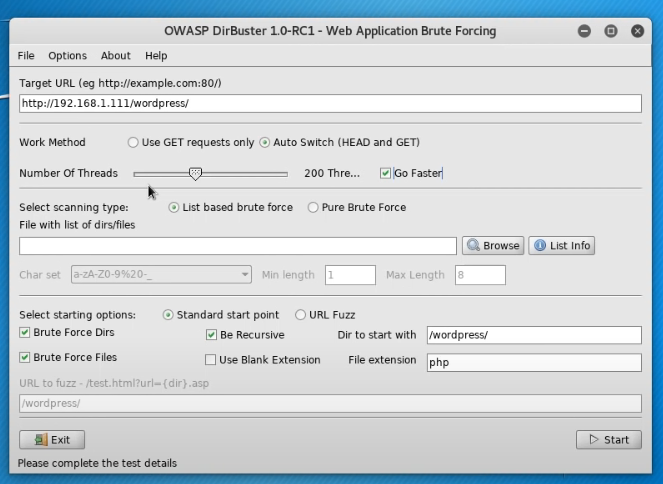 OWASP DirBuster 1.0-RC1 - Web Application Brute Forcing
File Options About Help
Target URL (eg http://example.com:80/)
http://192.168.1.111/wordpress/
Work Method Use GET requests only Auto Switch (HEAD and GET)
Number Of Threads 200 Thre... Go Faster
Select scanning type: List based brute force Pure Brute Force
File with list of dirs/files
Browse List Info
Char set a-zA-Z0-9%20-_ Min length 1 Max Length 8
Select starting options: Standard start point URL Fuzz
Brute Force Dirs Be Recursive Dir to start with /wordpress/
Brute Force Files Use Blank Extension File extension php
URL to fuzz - /test.html?url={dir}.asp
/wordpress/
Exit Start
Please complete the test details